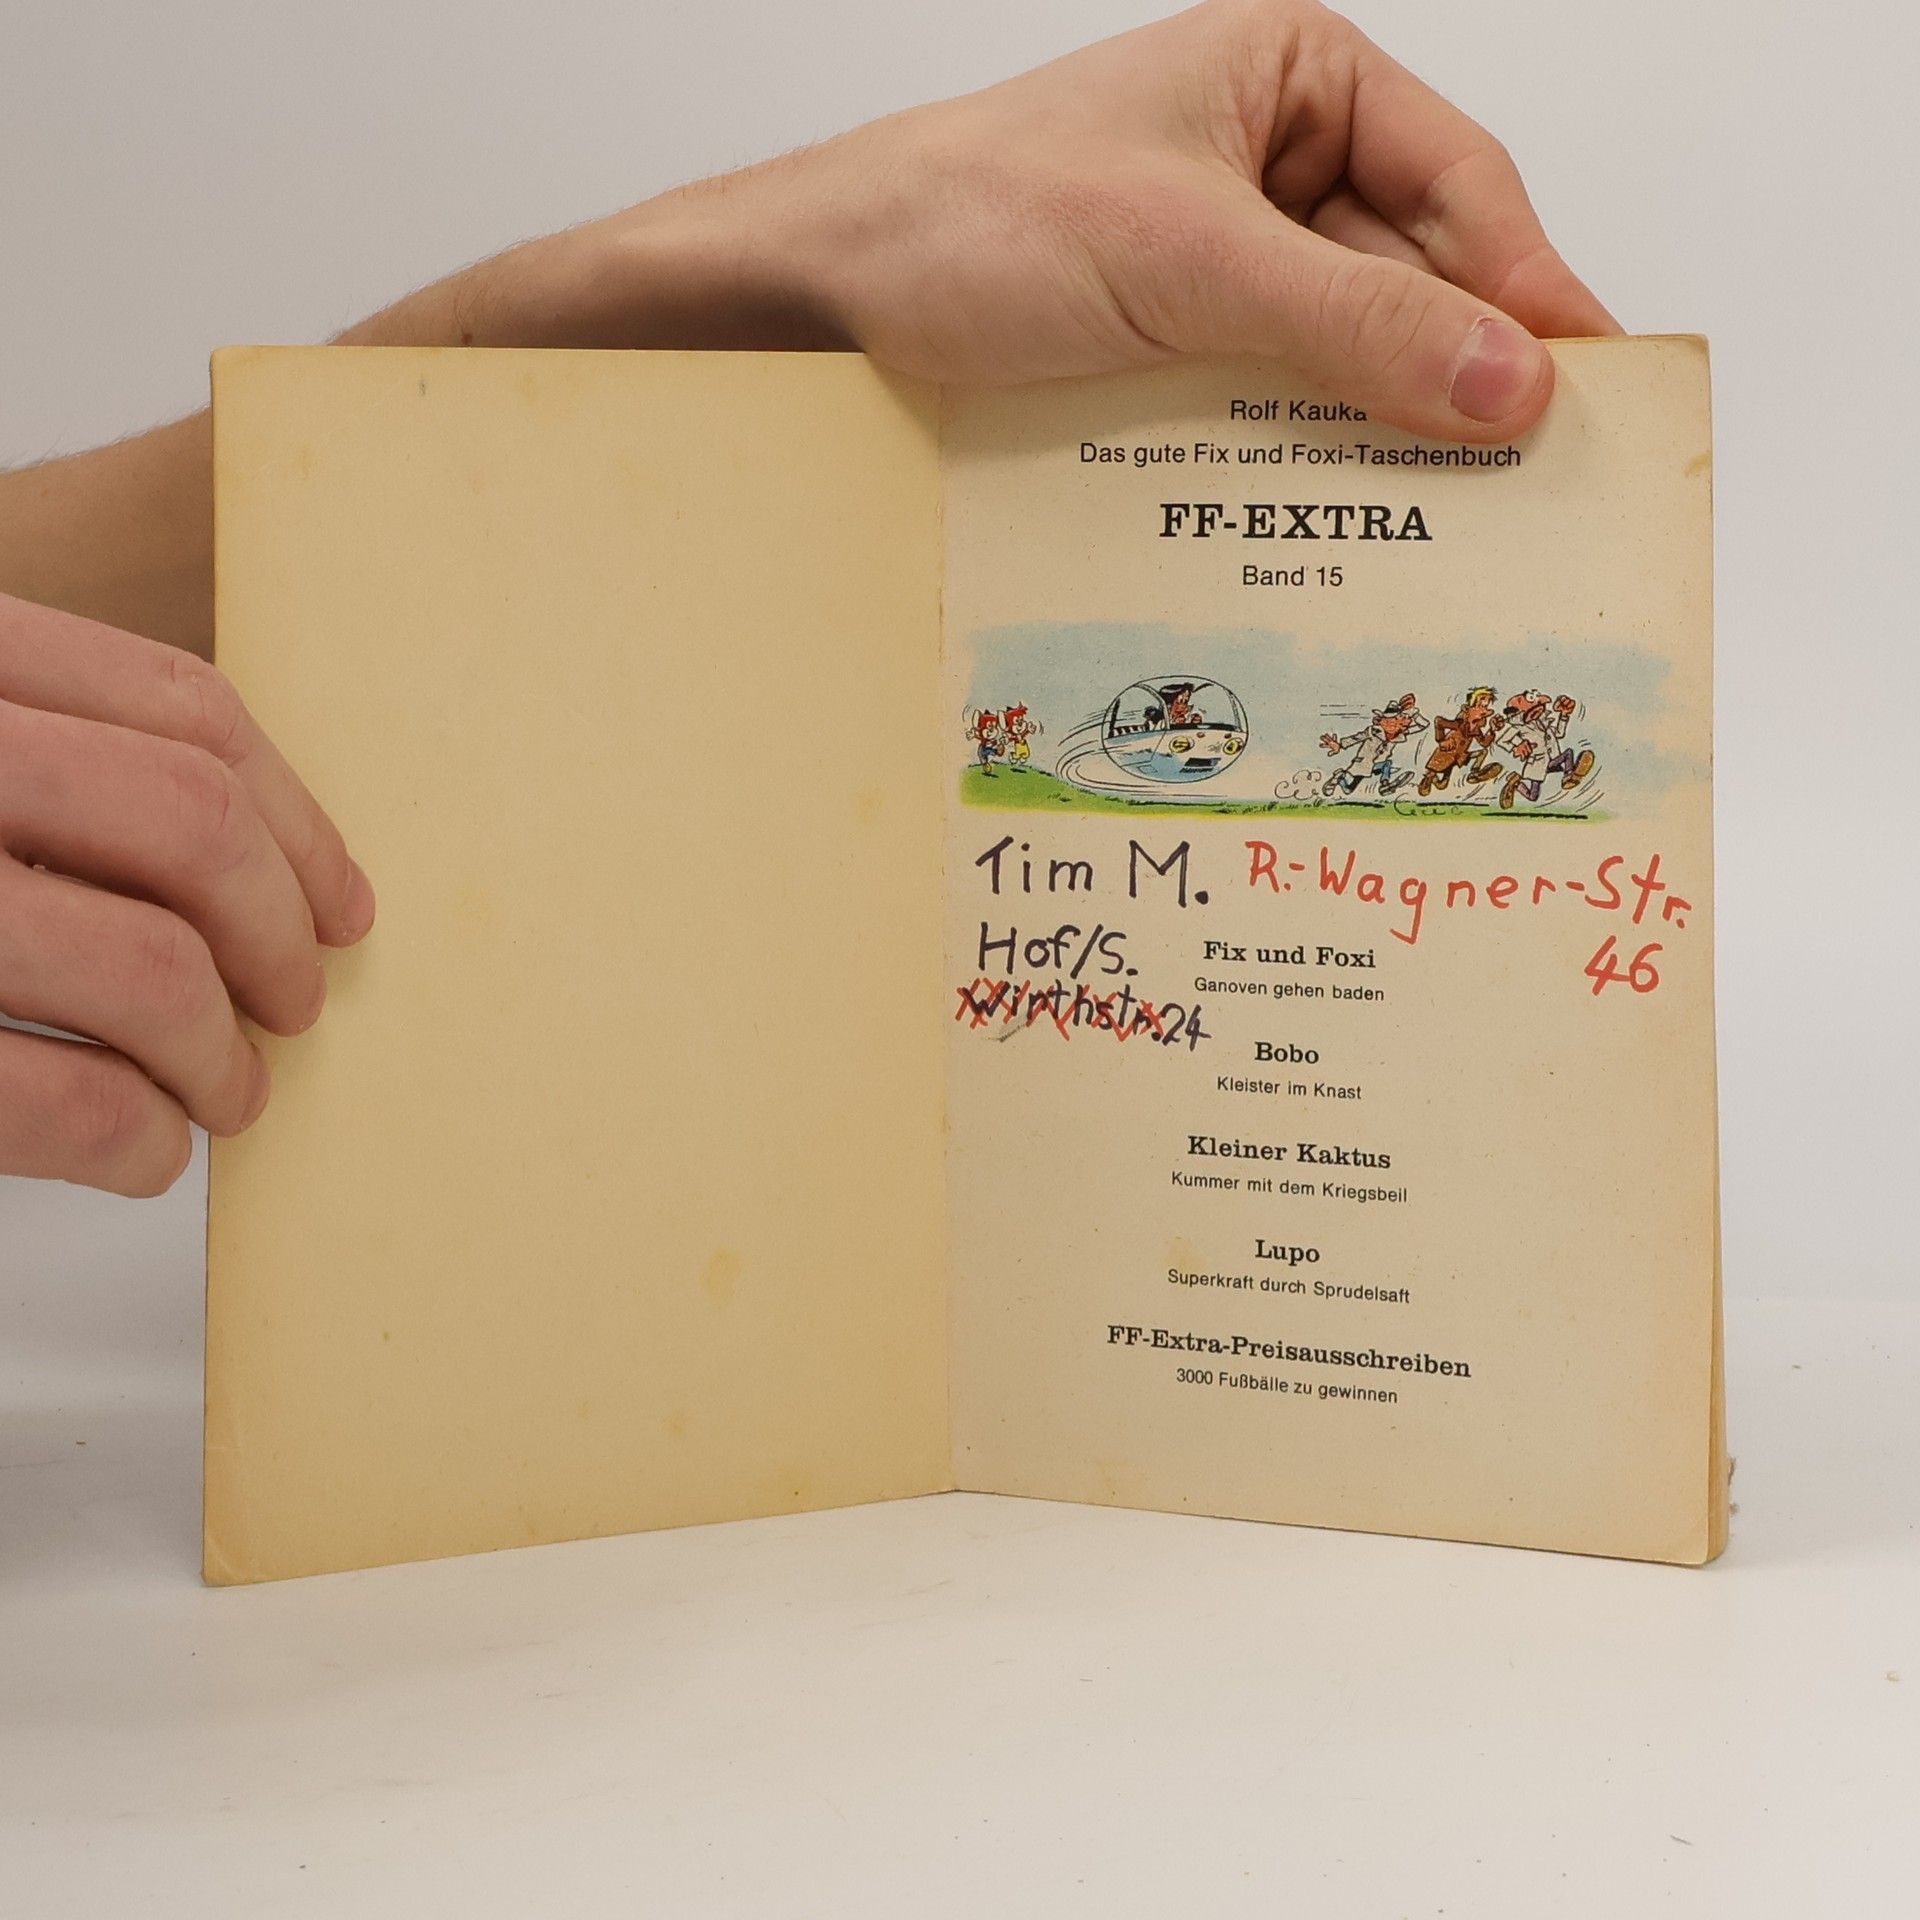 Rolf Kauka
Das gute Fix und Foxi-Taschenbuch
FF-EXTRA
Band 15
Tim M. R.-Wagner-Str.
46
Hof/S.
Wirthstr. 24
Fix und Foxi
Ganoven gehen baden
Bobo
Kleister im Knast
Kleiner Kaktus
Kummer mit dem Kriegsbeil
Lupo
Superkraft durch Sprudelsaft
FF-Extra-Preisausschreiben
3000 Fußbälle zu gewinnen